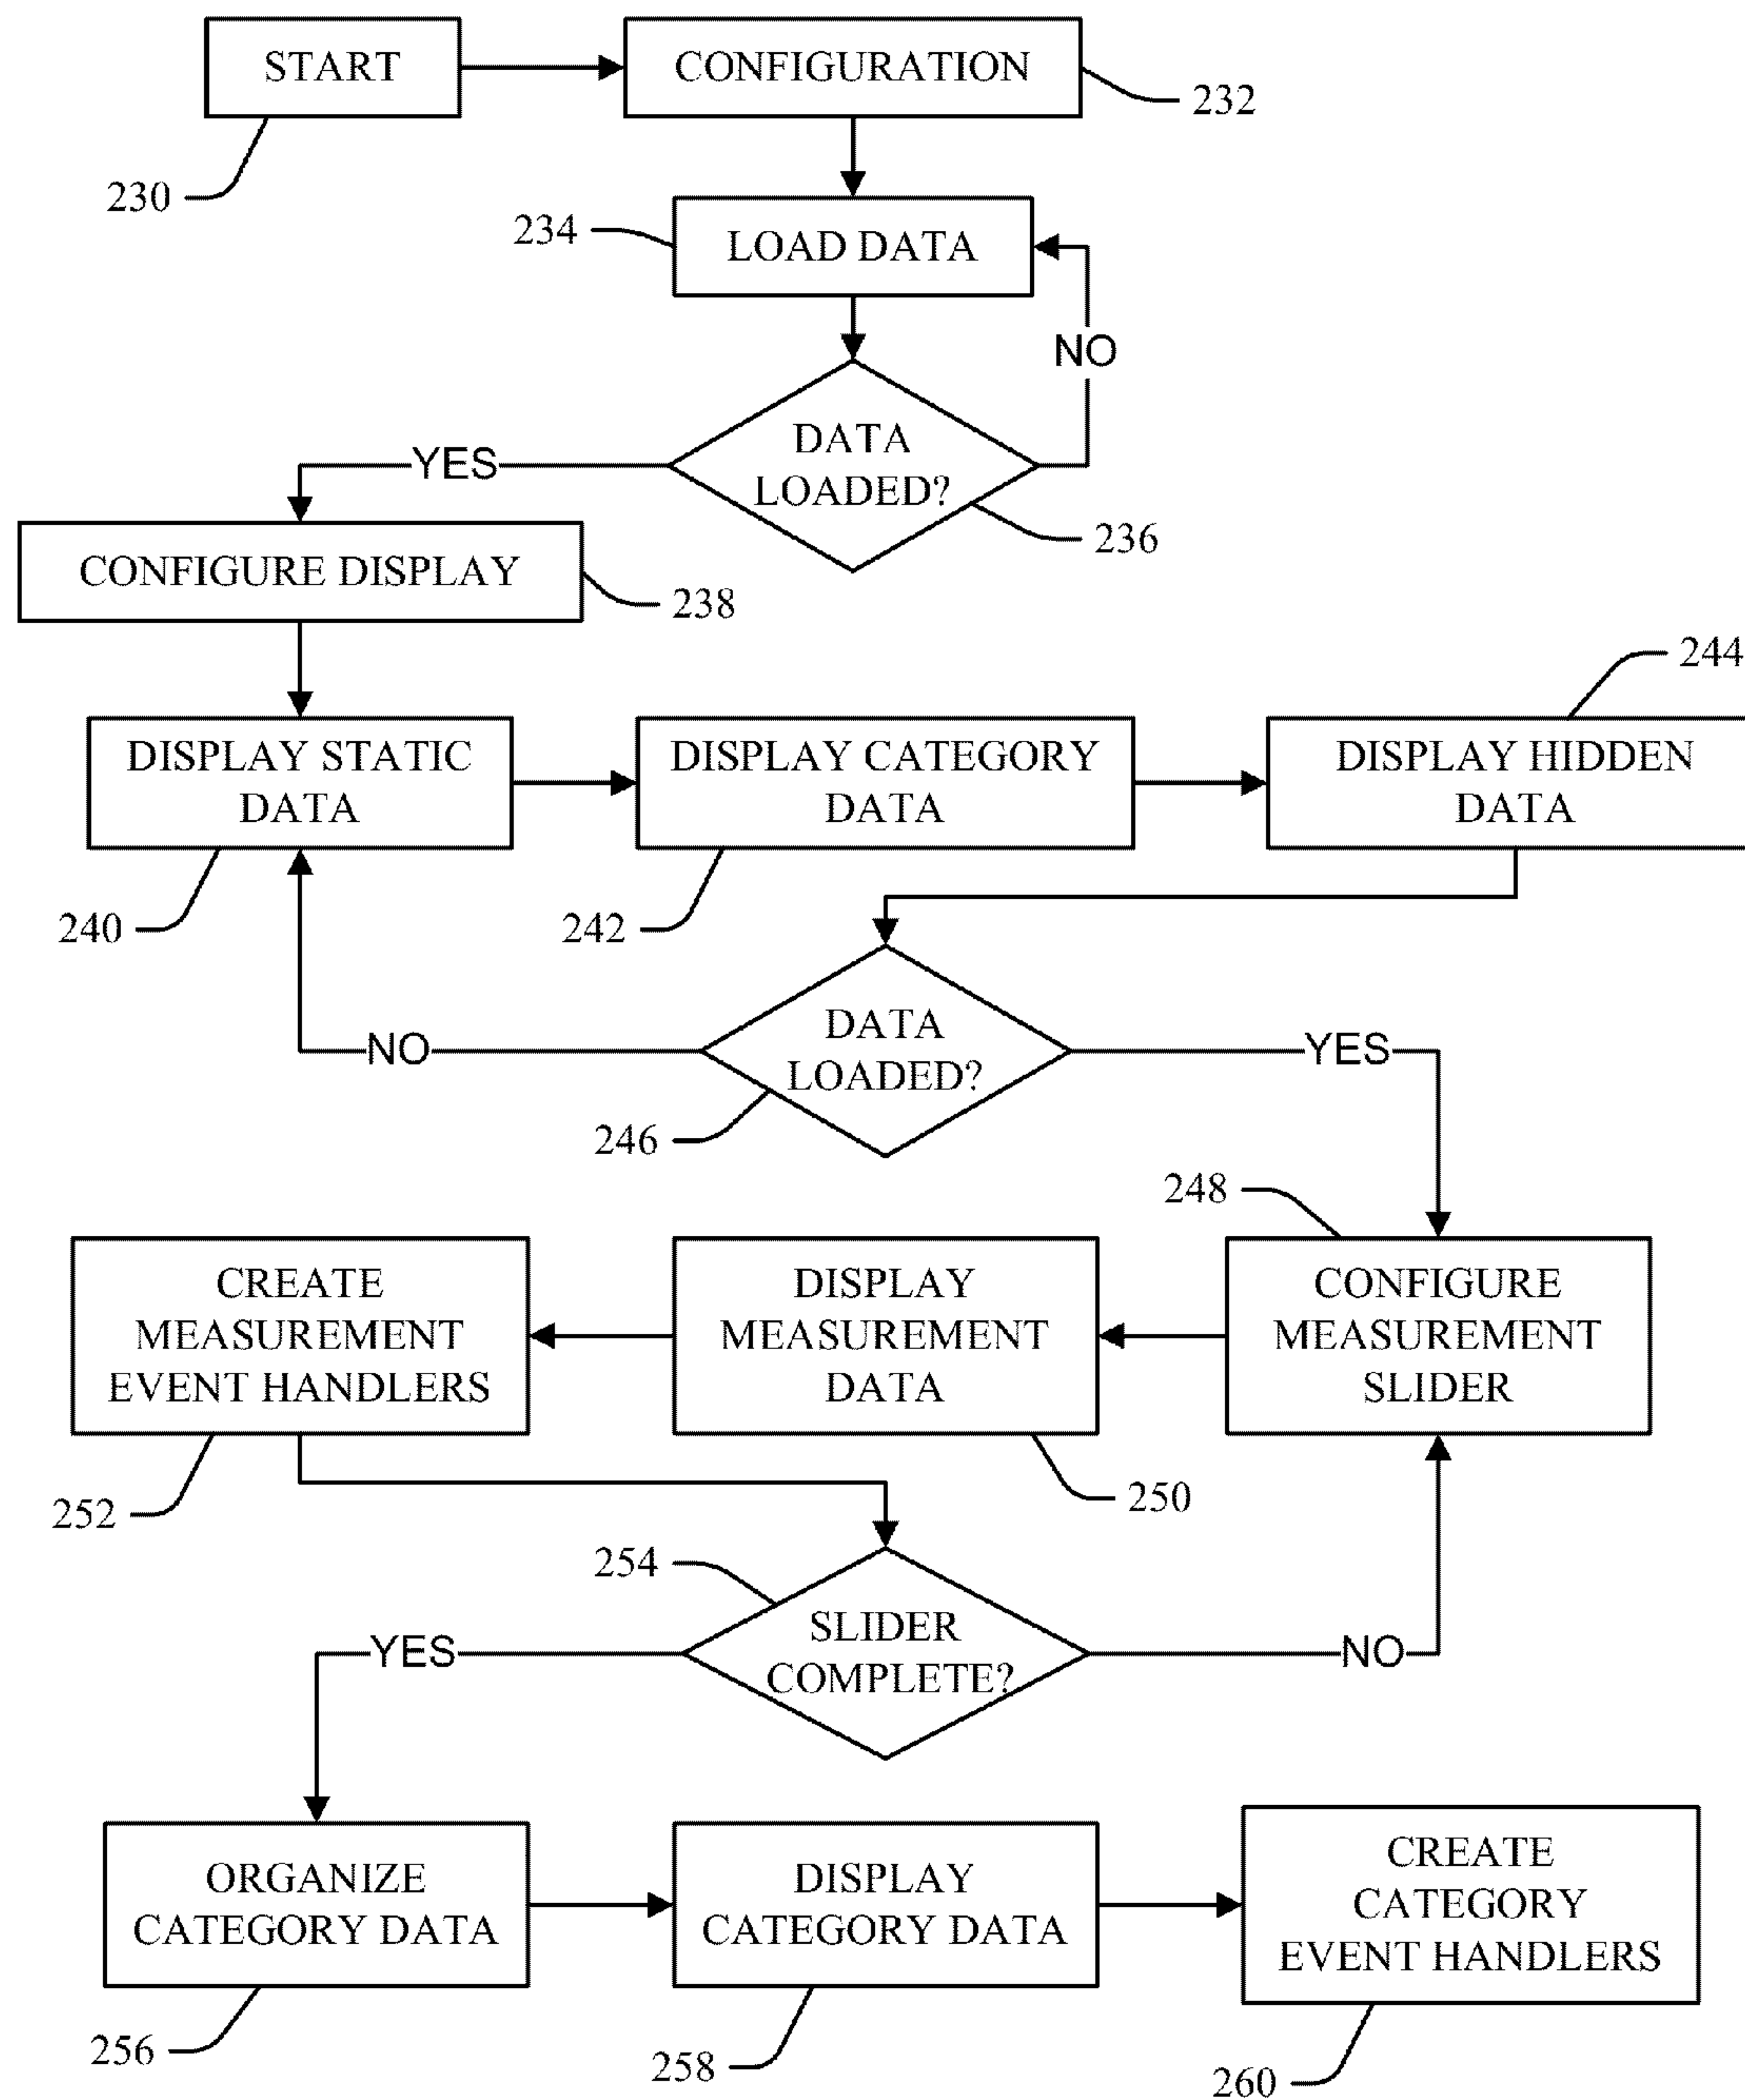 START
CONFIGURATION
232
230
234
LOAD DATA
NO
DATA
LOADED?
YES
236
CONFIGURE DISPLAY
238
244
DISPLAY STATIC
DATA
DISPLAY CATEGORY
DATA
DISPLAY HIDDEN
DATA
240
242
DATA
LOADED?
NO
YES
246
248
CREATE
MEASUREMENT
EVENT HANDLERS
DISPLAY
MEASUREMENT
DATA
CONFIGURE
MEASUREMENT
SLIDER
252
250
254
SLIDER
COMPLETE?
YES
NO
ORGANIZE
CATEGORY DATA
DISPLAY
CATEGORY DATA
CREATE
CATEGORY
EVENT HANDLERS
256
258
260